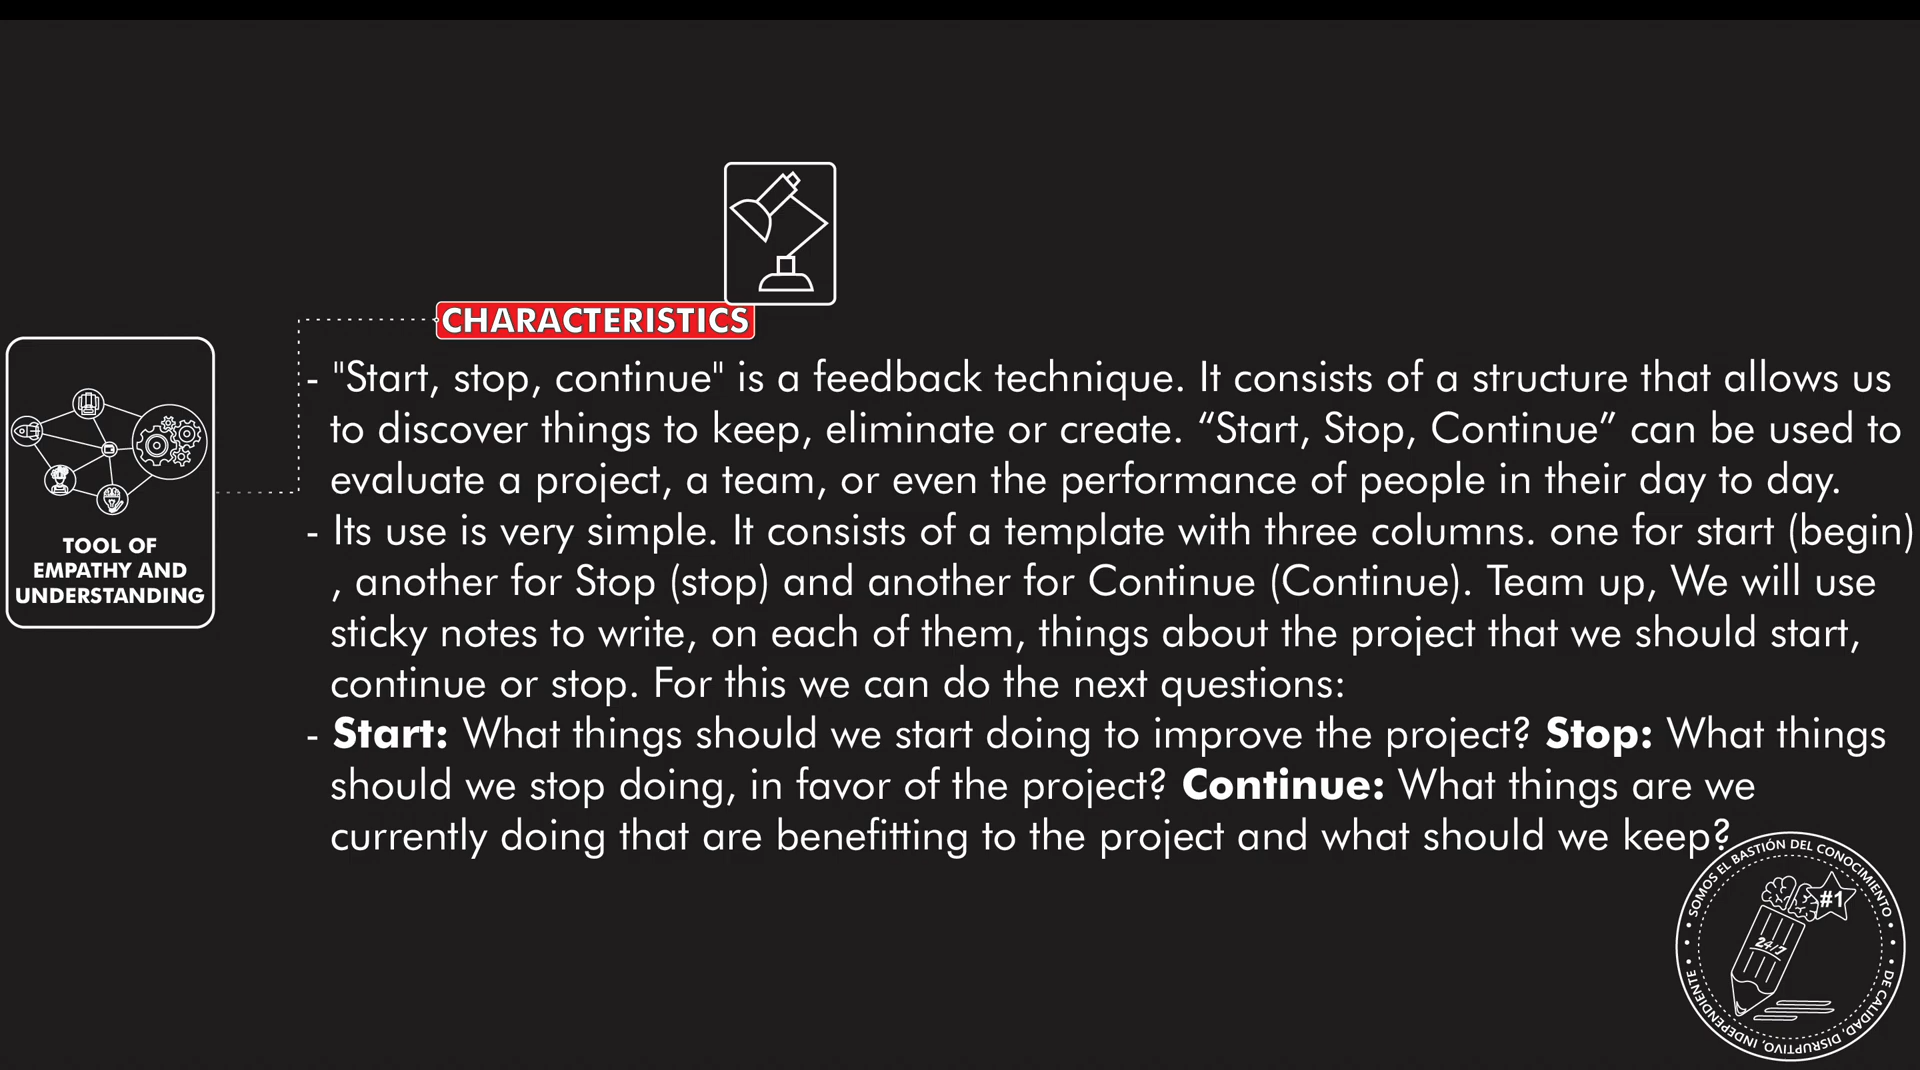 CHARACTERISTICS
- "Start, stop, continue" is a feedback technique. It consists of a structure that allows us
to discover things to keep, eliminate or create. “Start, Stop, Continue” can be used to
evaluate a project, a team, or even the performance of people in their day to day.
- Its use is very simple. It consists of a template with three columns. one for start (begin)
, another for Stop (stop) and another for Continue (Continue). Team up, We will use
sticky notes to write, on each of them, things about the project that we should start,
continue or stop. For this we can do the next questions:
- Start: What things should we start doing to improve the project? Stop: What things
should we stop doing, in favor of the project? Continue: What things are we
currently doing that are benefitting to the project and what should we keep?
TOOL OF
EMPATHY AND
UNDERSTANDING
SOMOS EL BASTIÓN DEL CONOCIMIENTO
DE CALIDAD, DISRUPTIVO, INDEPENDIENTE
#1
24/7